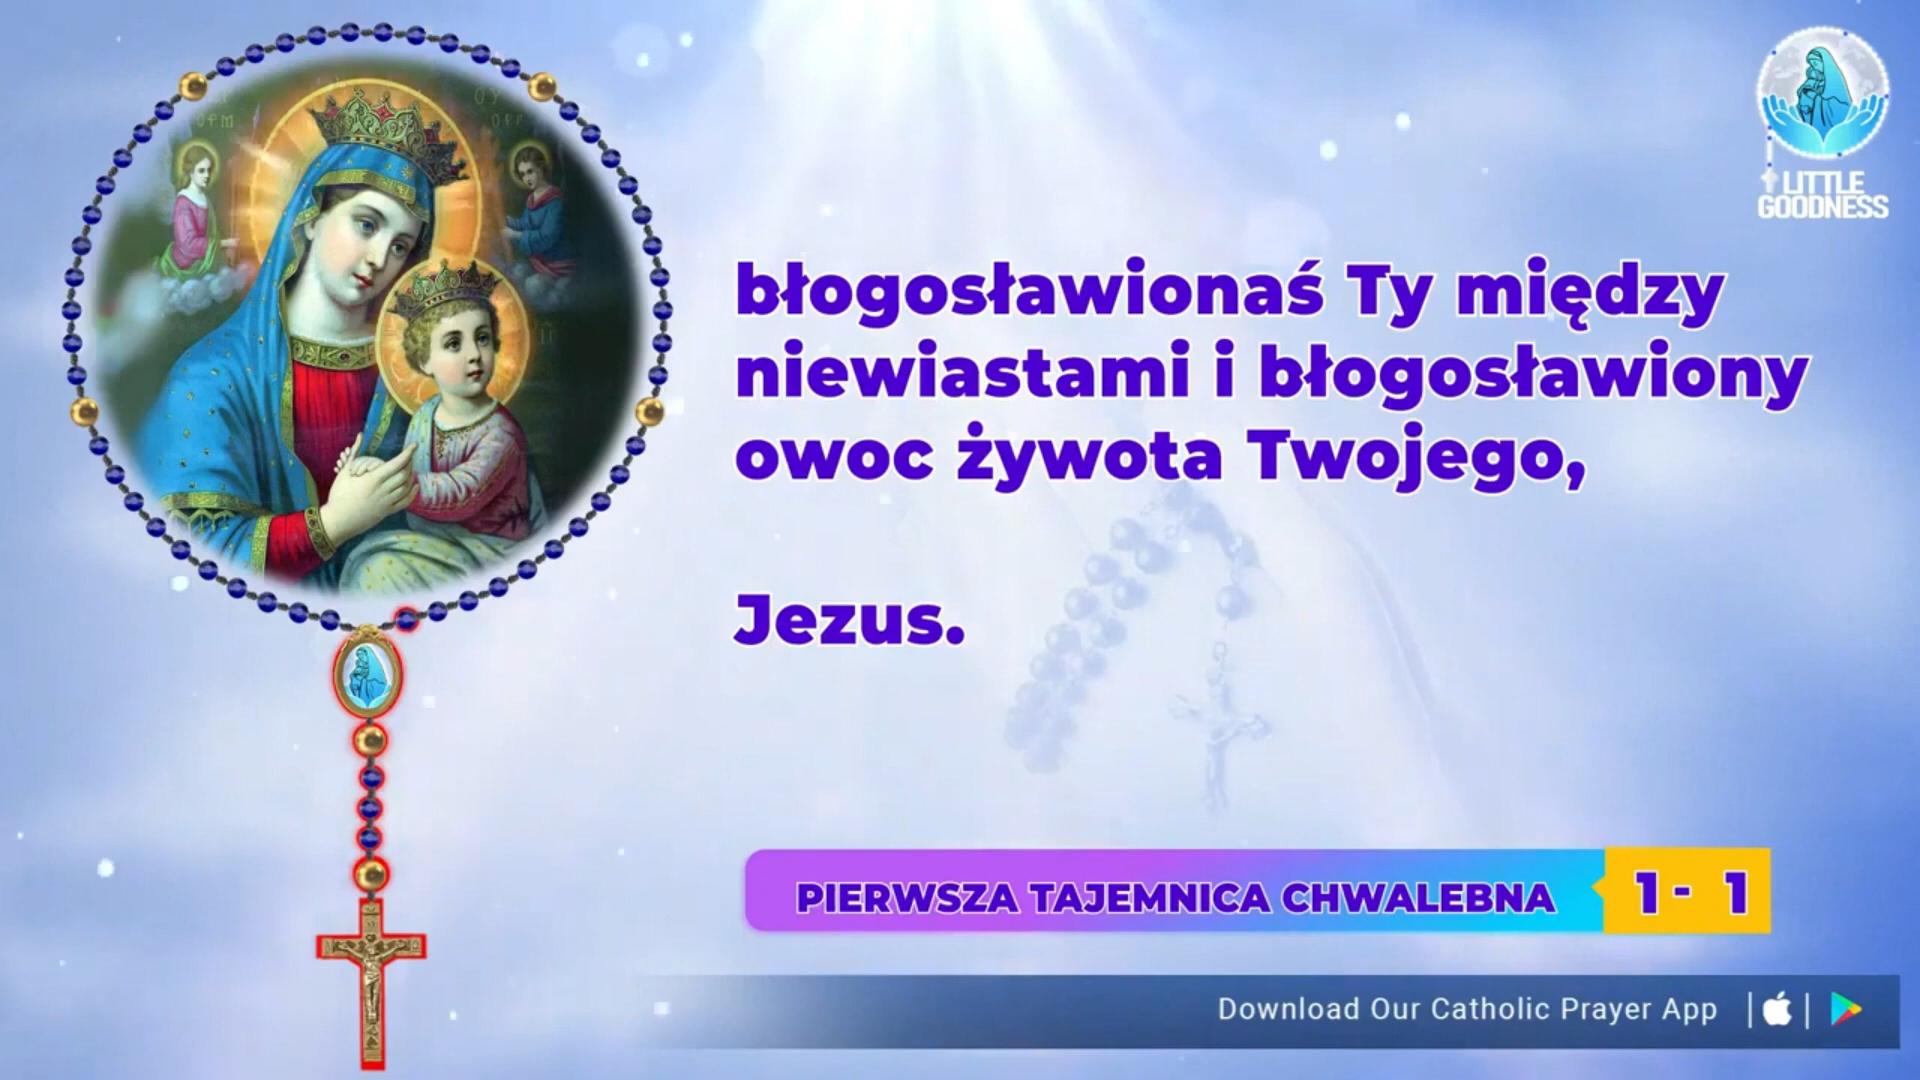 LITTLE
GOODNESS
błogosławionaś Ty między
niewiastami i błogosławiony
owoc żywota Twojego,
Jezus.
PIERWSZA TAJEMNICA CHWALEBNA 1 - 1
Download Our Catholic Prayer App